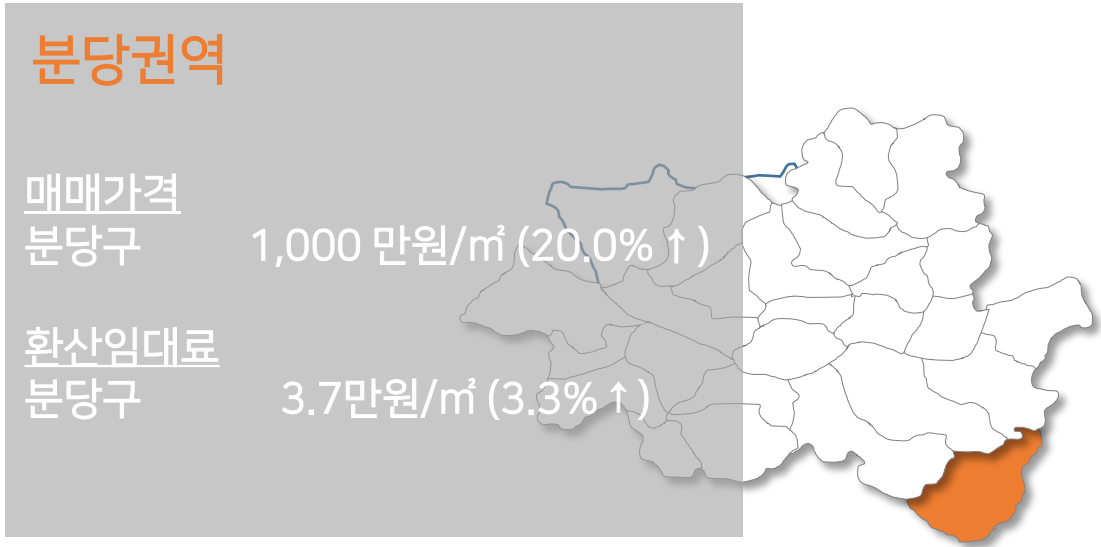 분당권역
매매가격
분당구 1,000 만원/㎡ (20.0%↑)
환산임대료
분당구 3.7만원/㎡ (3.3%↑)